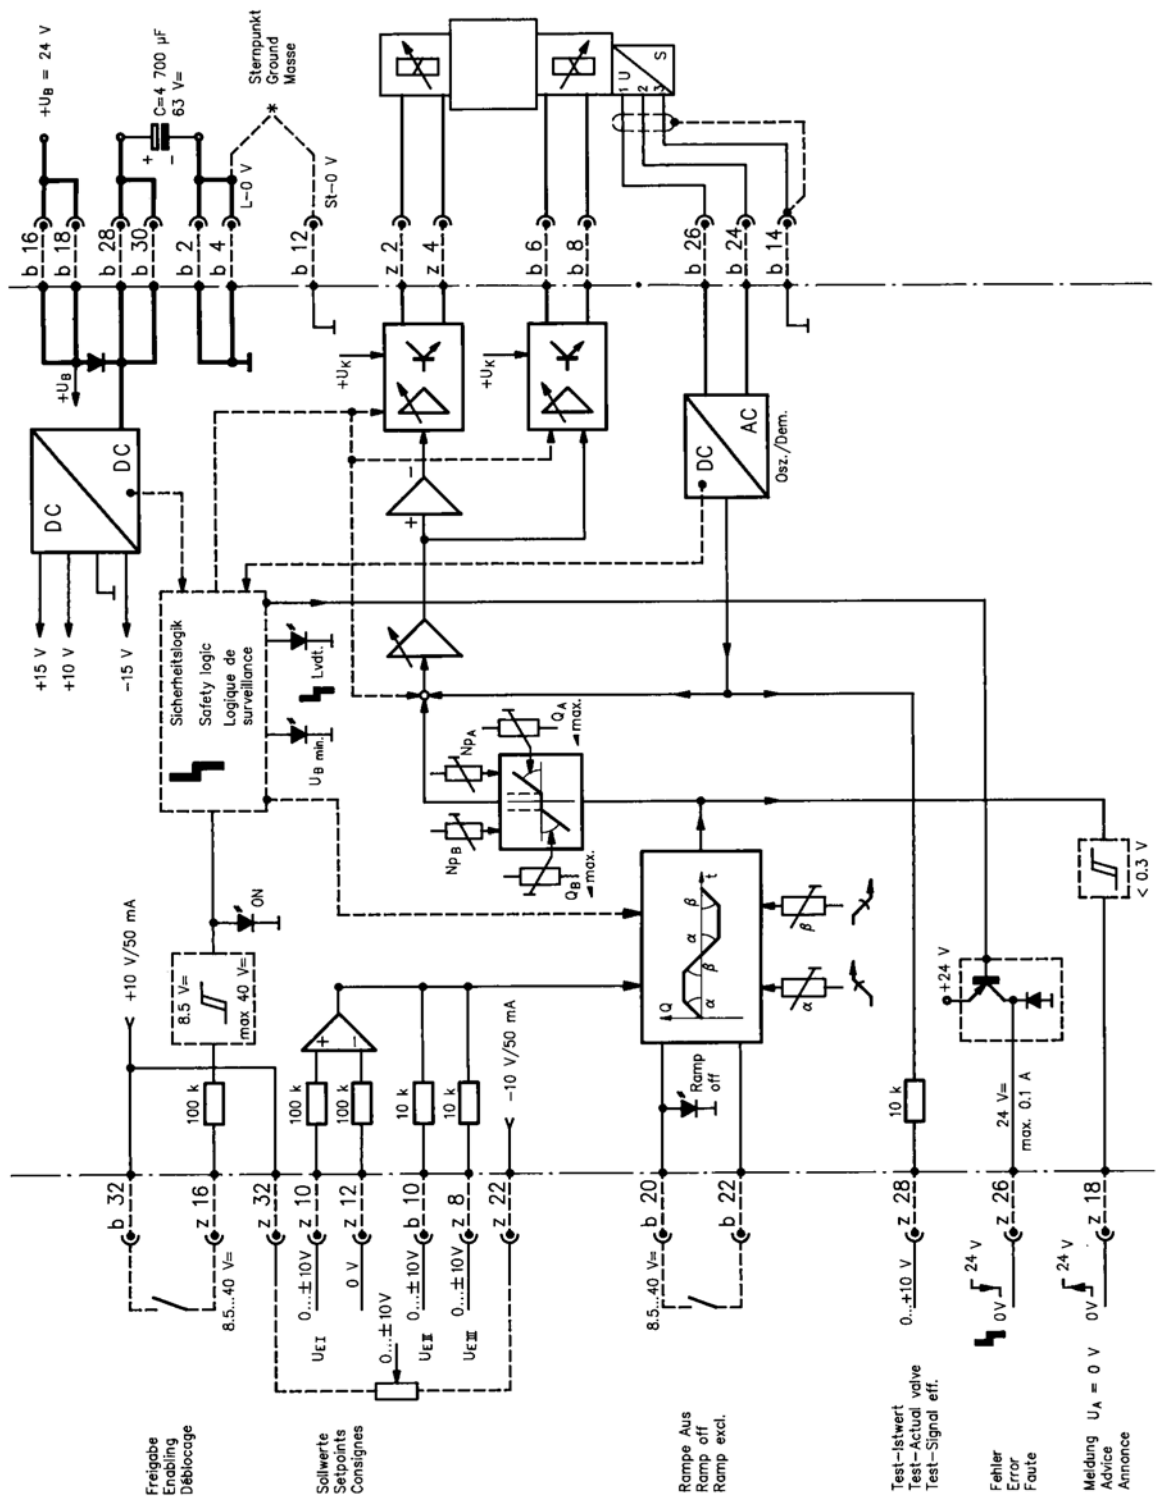 Freigabe
Enabling
Déblocage
b 32
z 16
8.5...40 V=
+10 V/50 mA
100 k
8.5 V=
max 40 V=
ON
Sicherheitslogik
Safety logic
Logique de
surveillance
UB min.
Lvdt.
+15 V
+10 V
-15 V
DC
DC
+UB
b 16
b 18
b 28
b 30
b 2
b 4
b 12
+UB = 24 V
C=4 700 µF
63 V=
+
-
L-0 V
St-0 V
*
Sternpunkt
Ground
Masse
Sollwerte
Setpoints
Consignes
z 32
z 10
z 12
b 10
z 8
z 22
UEI
0...±10V
0 V
0...±10V
UEII
0...±10V
UEIII
0...±10V
100 k
100 k
10 k
10 k
+
-
-10 V/50 mA
NpB
NpA
QB
max.
QA
max.
+
-
+UK
+UK
z 2
z 4
b 6
b 8
b 26
b 24
b 14
1 U
2
3
S
DC
AC
Osz./Dem.
Rampe Aus
Ramp off
Ramp excl.
8.5...40 V=
b 20
b 22
Ramp
off
Q
α
β
α
β
t
α
β
Test-Istwert
Test-Actual valve
Test-Signal eff.
0...+10 V
z 28
10 k
Fehler
Error
Faute
24 V
0V
z 26
24 V=
max. 0.1 A
+24 V
Meldung UA = 0 V
Advice
Annonce
24 V
0V
z 18
< 0.3 V